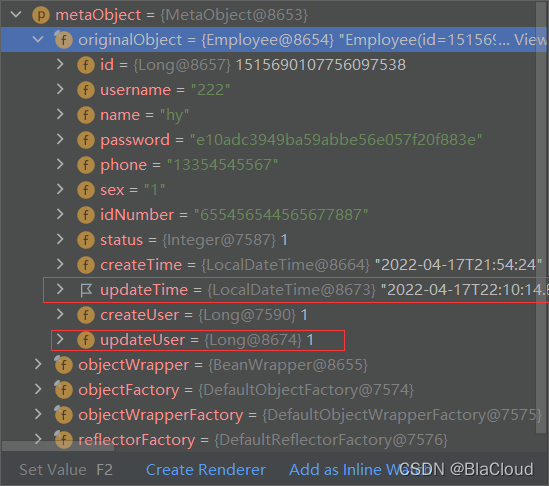 metaObject = {MetaObject@8653}
originalObject = {Employee@8654} "Employee(id=15156... View
id = {Long@8657} 1515690107756097538
username = "222"
name = "hy"
password = "e10adc3949ba59abbe56e057f20f883e"
phone = "13354545567"
sex = "1"
idNumber = "655456544565677887"
status = {Integer@7587} 1
createTime = {LocalDateTime@8664} "2022-04-17T21:54:24"
updateTime = {LocalDateTime@8673} "2022-04-17T22:10:14.
createUser = {Long@7590} 1
updateUser = {Long@8674} 1
objectWrapper = {BeanWrapper@8655}
objectFactory = {DefaultObjectFactory@7574}
objectWrapperFactory = {DefaultObjectWrapperFactory@7575}
reflectorFactory = {DefaultReflectorFactory@7576}
Set Value F2 Create Renderer Add as Inline
CSDN @BlaCloud